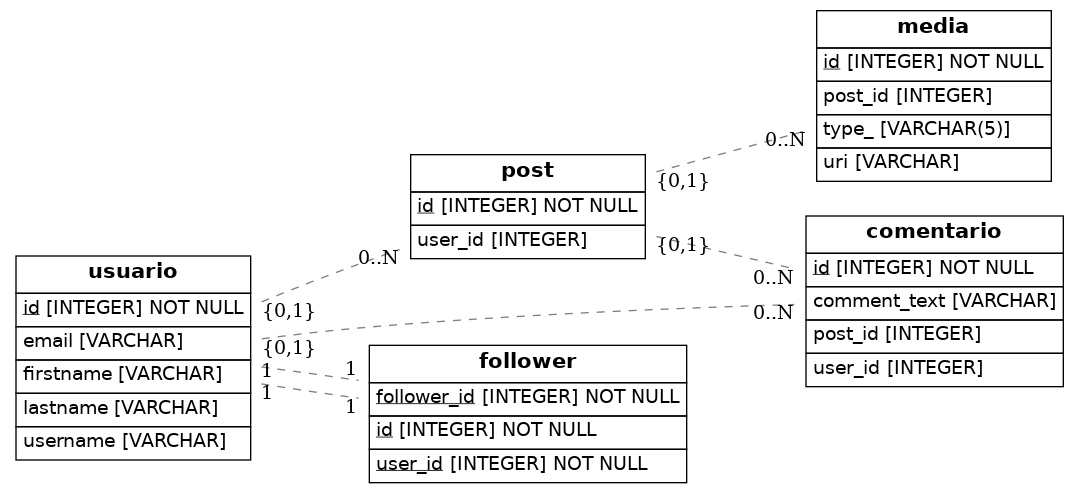 media
id [INTEGER] NOT NULL
post_id [INTEGER]
type_ [VARCHAR(5)]
uri [VARCHAR]
0..N
{0,1}
post
id [INTEGER] NOT NULL
user_id [INTEGER]
0..N
{0,1}
{0,1}
0..N
comentario
id [INTEGER] NOT NULL
comment_text [VARCHAR]
post_id [INTEGER]
user_id [INTEGER]
0..N
{0,1}
usuario
id [INTEGER] NOT NULL
email [VARCHAR]
firstname [VARCHAR]
lastname [VARCHAR]
username [VARCHAR]
1
1
1
1
follower
follower_id [INTEGER] NOT NULL
id [INTEGER] NOT NULL
user_id [INTEGER] NOT NULL